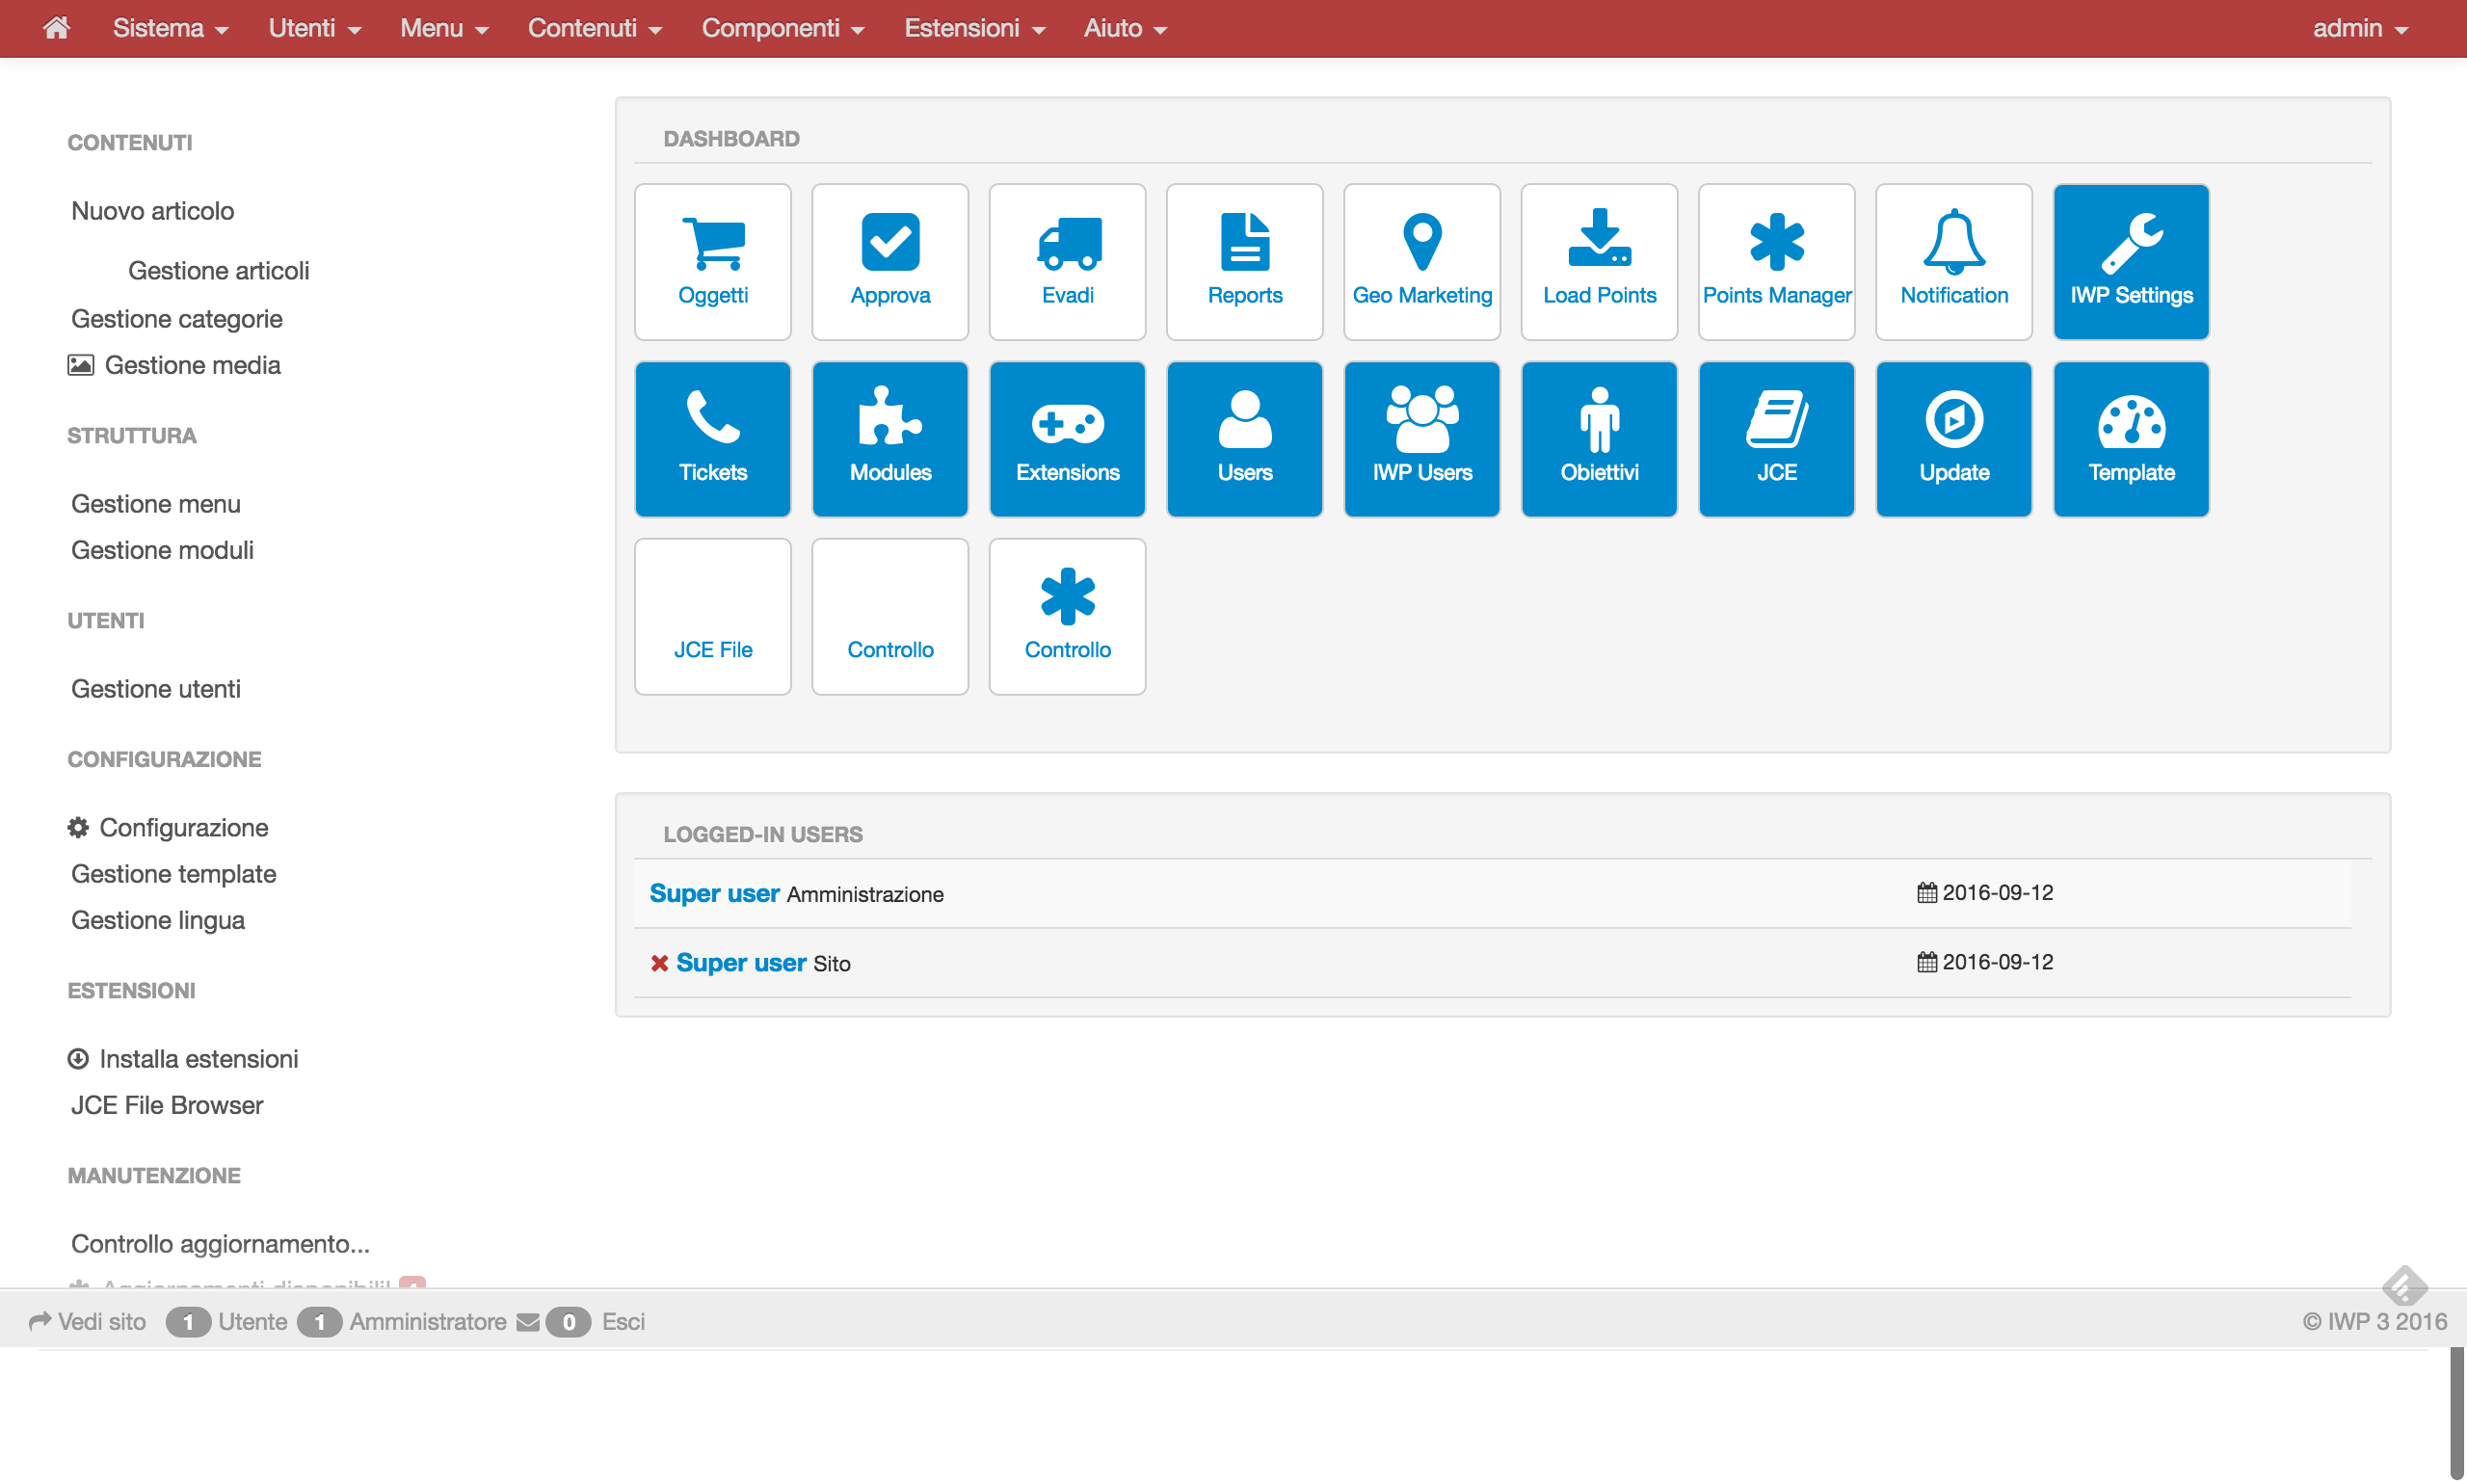 Sistema Utenti Menu Contenuti Componenti Estensioni Aiuto admin
CONTENUTI
Nuovo articolo
Gestione articoli
Gestione categorie
Gestione media
STRUTTURA
Gestione menu
Gestione moduli
UTENTI
Gestione utenti
CONFIGURAZIONE
Configurazione
Gestione template
Gestione lingua
ESTENSIONI
Installa estensioni
JCE File Browser
MANUTENZIONE
Controllo aggiornamento...
Aggiornamenti disponibili!
DASHBOARD
Oggetti Approva Evadi Reports Geo Marketing Load Points Points Manager Notification IWP Settings
Tickets Modules Extensions Users IWP Users Obiettivi JCE Update Template
JCE File Controllo Controllo
LOGGED-IN USERS
Super user Amministrazione 2016-09-12
Super user Sito 2016-09-12
Vedi sito 1 Utente 1 Amministratore 0 Esci © IWP 3 2016